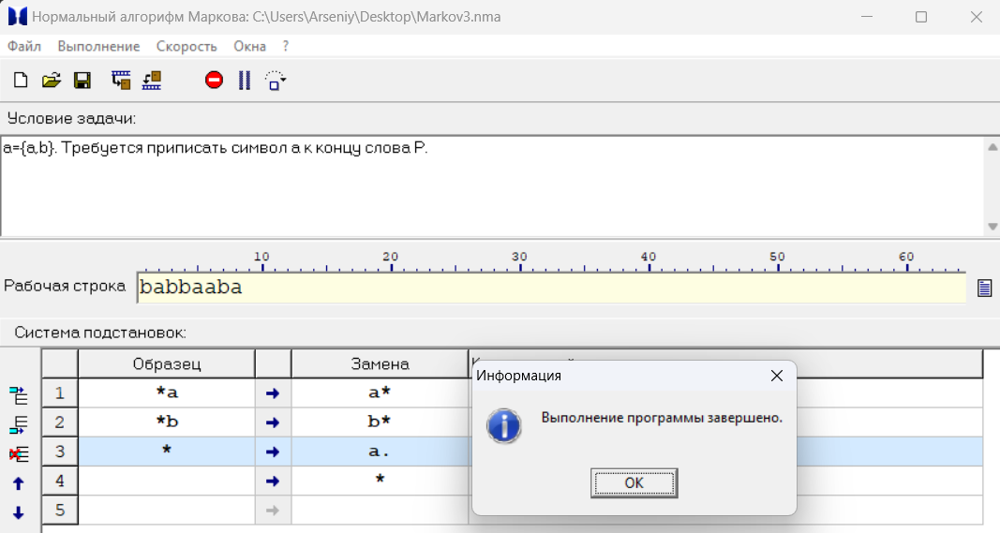 Нормальный алгорифм Маркова: C:\Users\Arseniy\Desktop\Markov3.nma
Файл Выполнение Скорость Окна ?
Условие задачи:
a={a,b}. Требуется приписать символ a к концу слова P.
10 20 30 40 50 60
Рабочая строка babbaaba
Система подстановок:
Образец Замена
1 *a → a*
2 *b → b*
3 * → a.
4 → *
5 →
Информация
Выполнение программы завершено.
OK